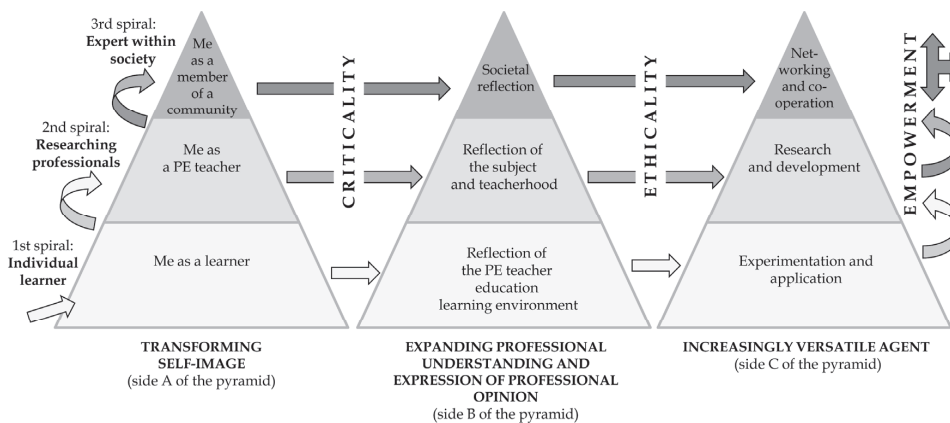 3rd spiral:
Expert within
society
2nd spiral:
Researching
professionals
1st spiral:
Individual
learner
Me
as a
member
of a
community
Me as
a PE teacher
Me as a learner
CRITICALITY
Societal
reflection
Reflection of
the subject
and teacherhood
Reflection of
the PE teacher
education
learning environment
ETHICALITY
Net-
working
and co-
operation
Research
and development
Experimentation and
application
EMPOWERMENT
TRANSFORMING
SELF-IMAGE
(side A of the pyramid)
EXPANDING PROFESSIONAL
UNDERSTANDING AND
EXPRESSION OF PROFESSIONAL
OPINION
(side B of the pyramid)
INCREASINGLY VERSATILE AGENT
(side C of the pyramid)